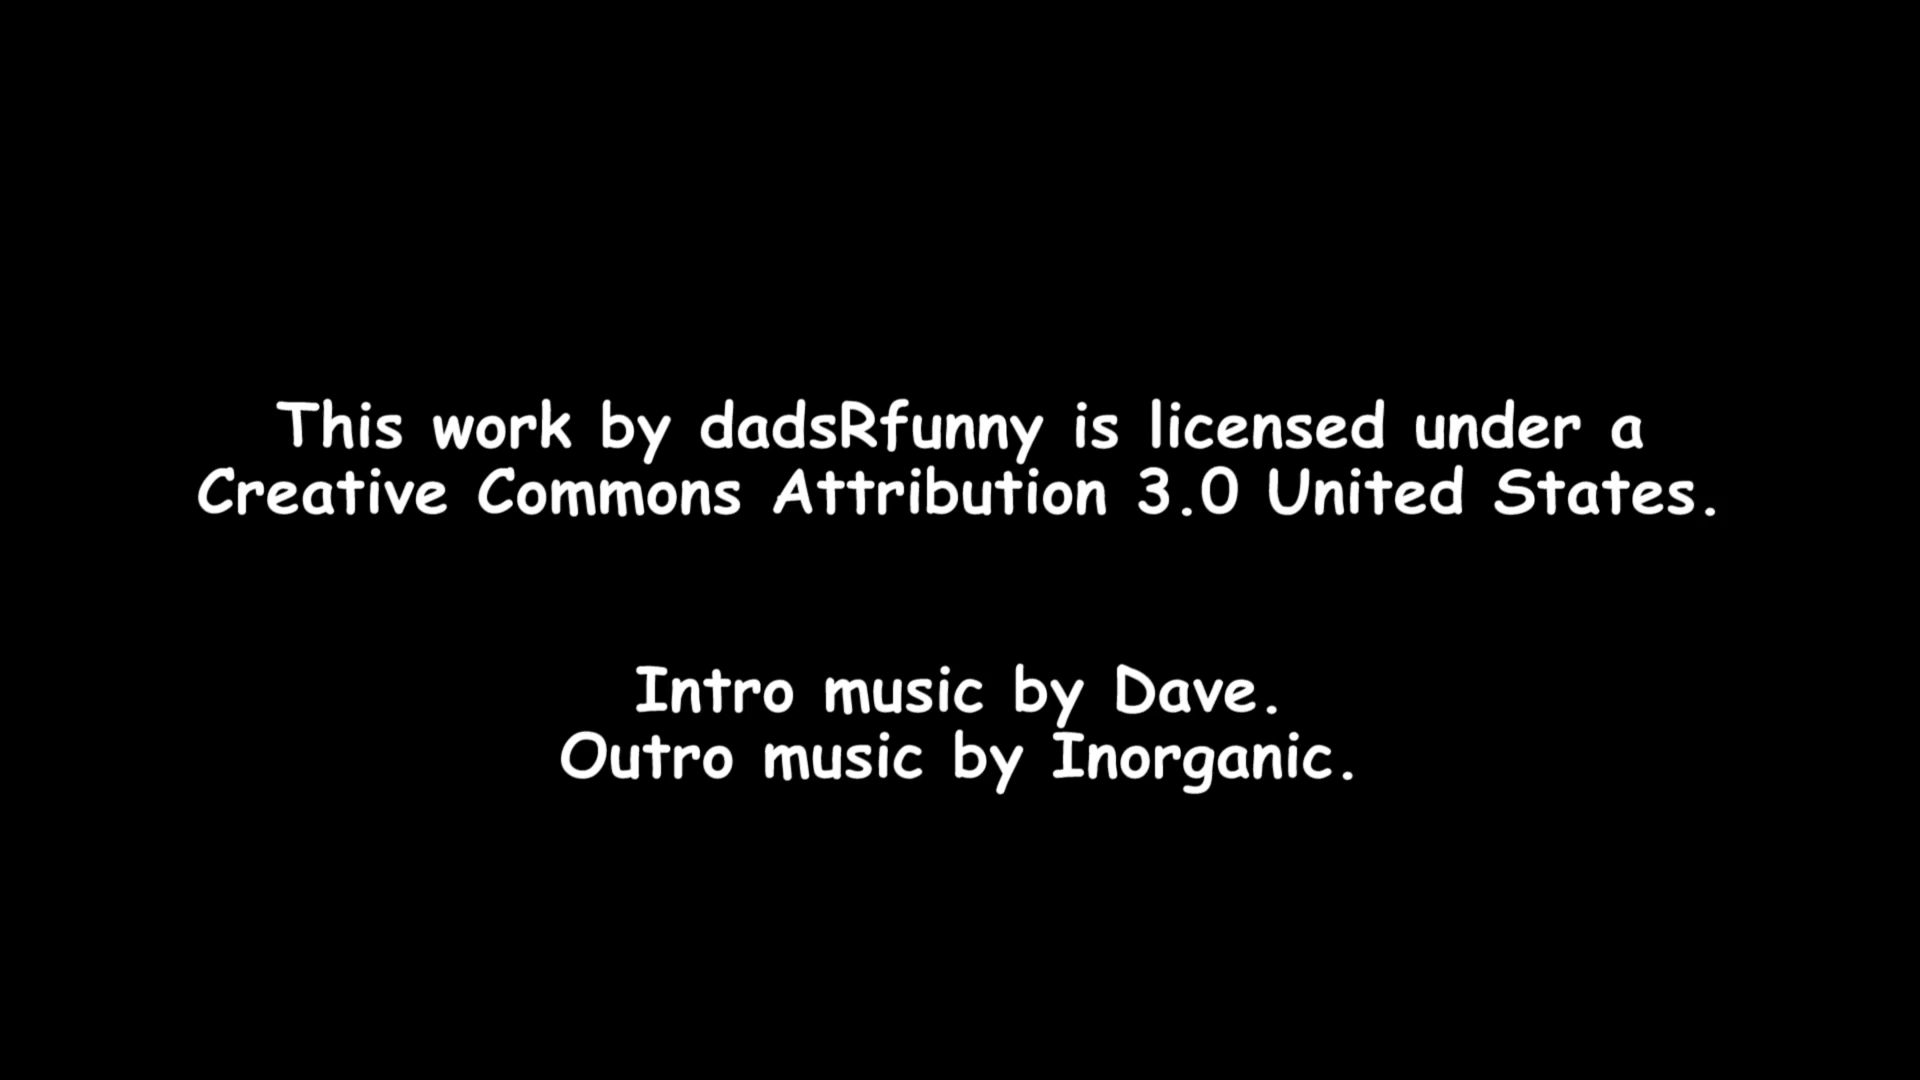 This work by dadsRfunny is licensed under a
Creative Commons Attribution 3.0 United States.
Intro music by Dave.
Outro music by Inorganic.